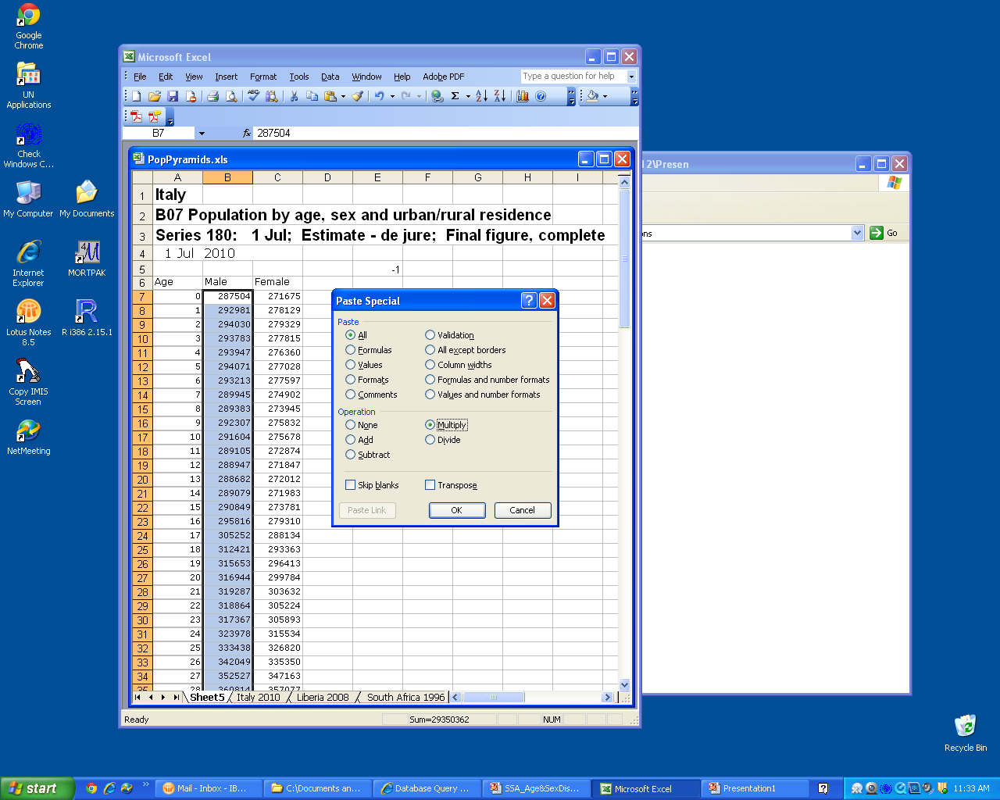 Google
Chrome
UN
Applications
Check
Windows C...
My Computer
My Documents
Internet
Explorer
MORTPAK
Lotus Notes
8.5
R i386 2.15.1
Copy IMIS
Screen
NetMeeting
Microsoft Excel
File Edit View Insert Format Tools Data Window Help Adobe PDF
Type a question for help
B7 fx 287504
PopPyramids.xls
A B C D E F G H I
1 Italy
2 B07 Population by age, sex and urban/rural residence
3 Series 180: 1 Jul; Estimate - de jure; Final figure, complete
4 1 Jul 2010
5 -1
6 Age Male Female
7 0 287504 271675
8 1 292981 278129
9 2 294030 279329
10 3 293783 277815
11 4 293947 276360
12 5 294071 277028
13 6 293213 277597
14 7 289945 274902
15 8 289383 273945
16 9 292307 275832
17 10 291604 275678
18 11 289105 272874
19 12 288947 271847
20 13 288682 272012
21 14 289079 271983
22 15 290849 273781
23 16 295816 279310
24 17 305252 288134
25 18 312421 293363
26 19 315653 296413
27 20 316944 299784
28 21 319287 303632
29 22 318864 305224
30 23 317367 305893
31 24 323978 315534
32 25 333438 326820
33 26 342049 335350
34 27 352527 347163
35 28 360814 357077
Sheet5 Italy 2010 Liberia 2008 South Africa 1996
Ready Sum=29350362 NUM
Paste Special
Paste
All Validation
Formulas All except borders
Values Column widths
Formats Formulas and number formats
Comments Values and number formats
Operation
None Multiply
Add Divide
Subtract
Skip blanks Transpose
Paste Link OK Cancel
12\Presen
ons Go
Recycle Bin
start Mail - Inbox - IB... C:\Documents an... Database Query ... SSA_Age&SexDis... Microsoft Excel Presentation1 11:33 AM